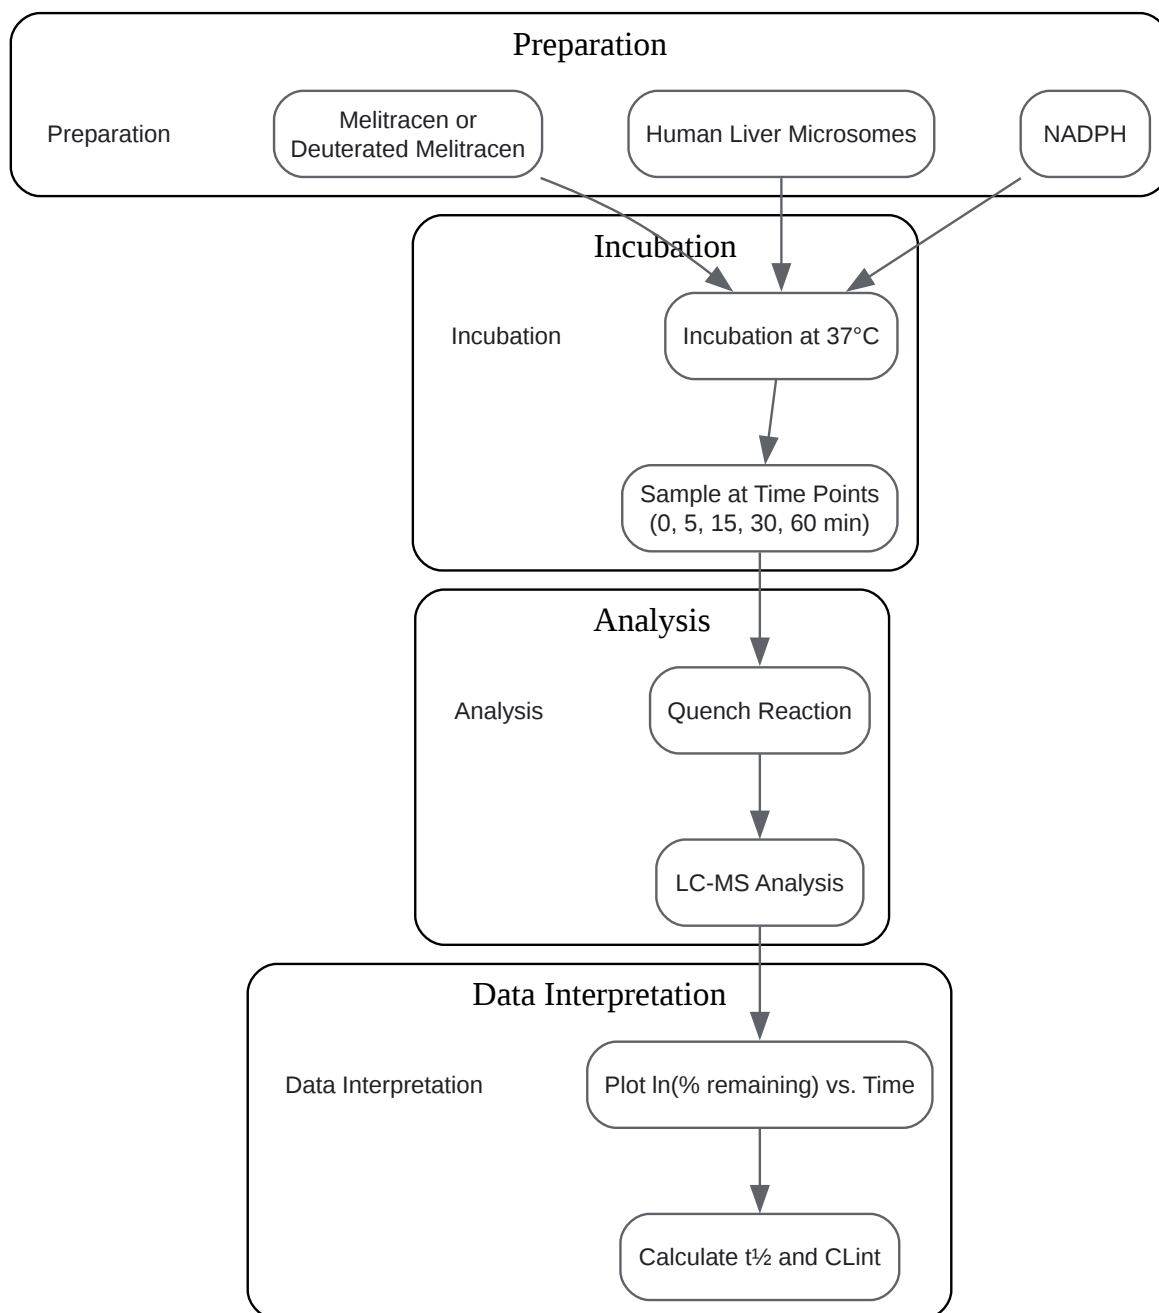 Preparation
Preparation
Melitracen or
Deuterated Melitracen
Human Liver Microsomes
NADPH
Incubation
Incubation
Incubation at 37°C
Sample at Time Points
(0, 5, 15, 30, 60 min)
Analysis
Analysis
Quench Reaction
LC-MS Analysis
Data Interpretation
Data Interpretation
Plot ln(% remaining) vs. Time
Calculate t½ and CLint